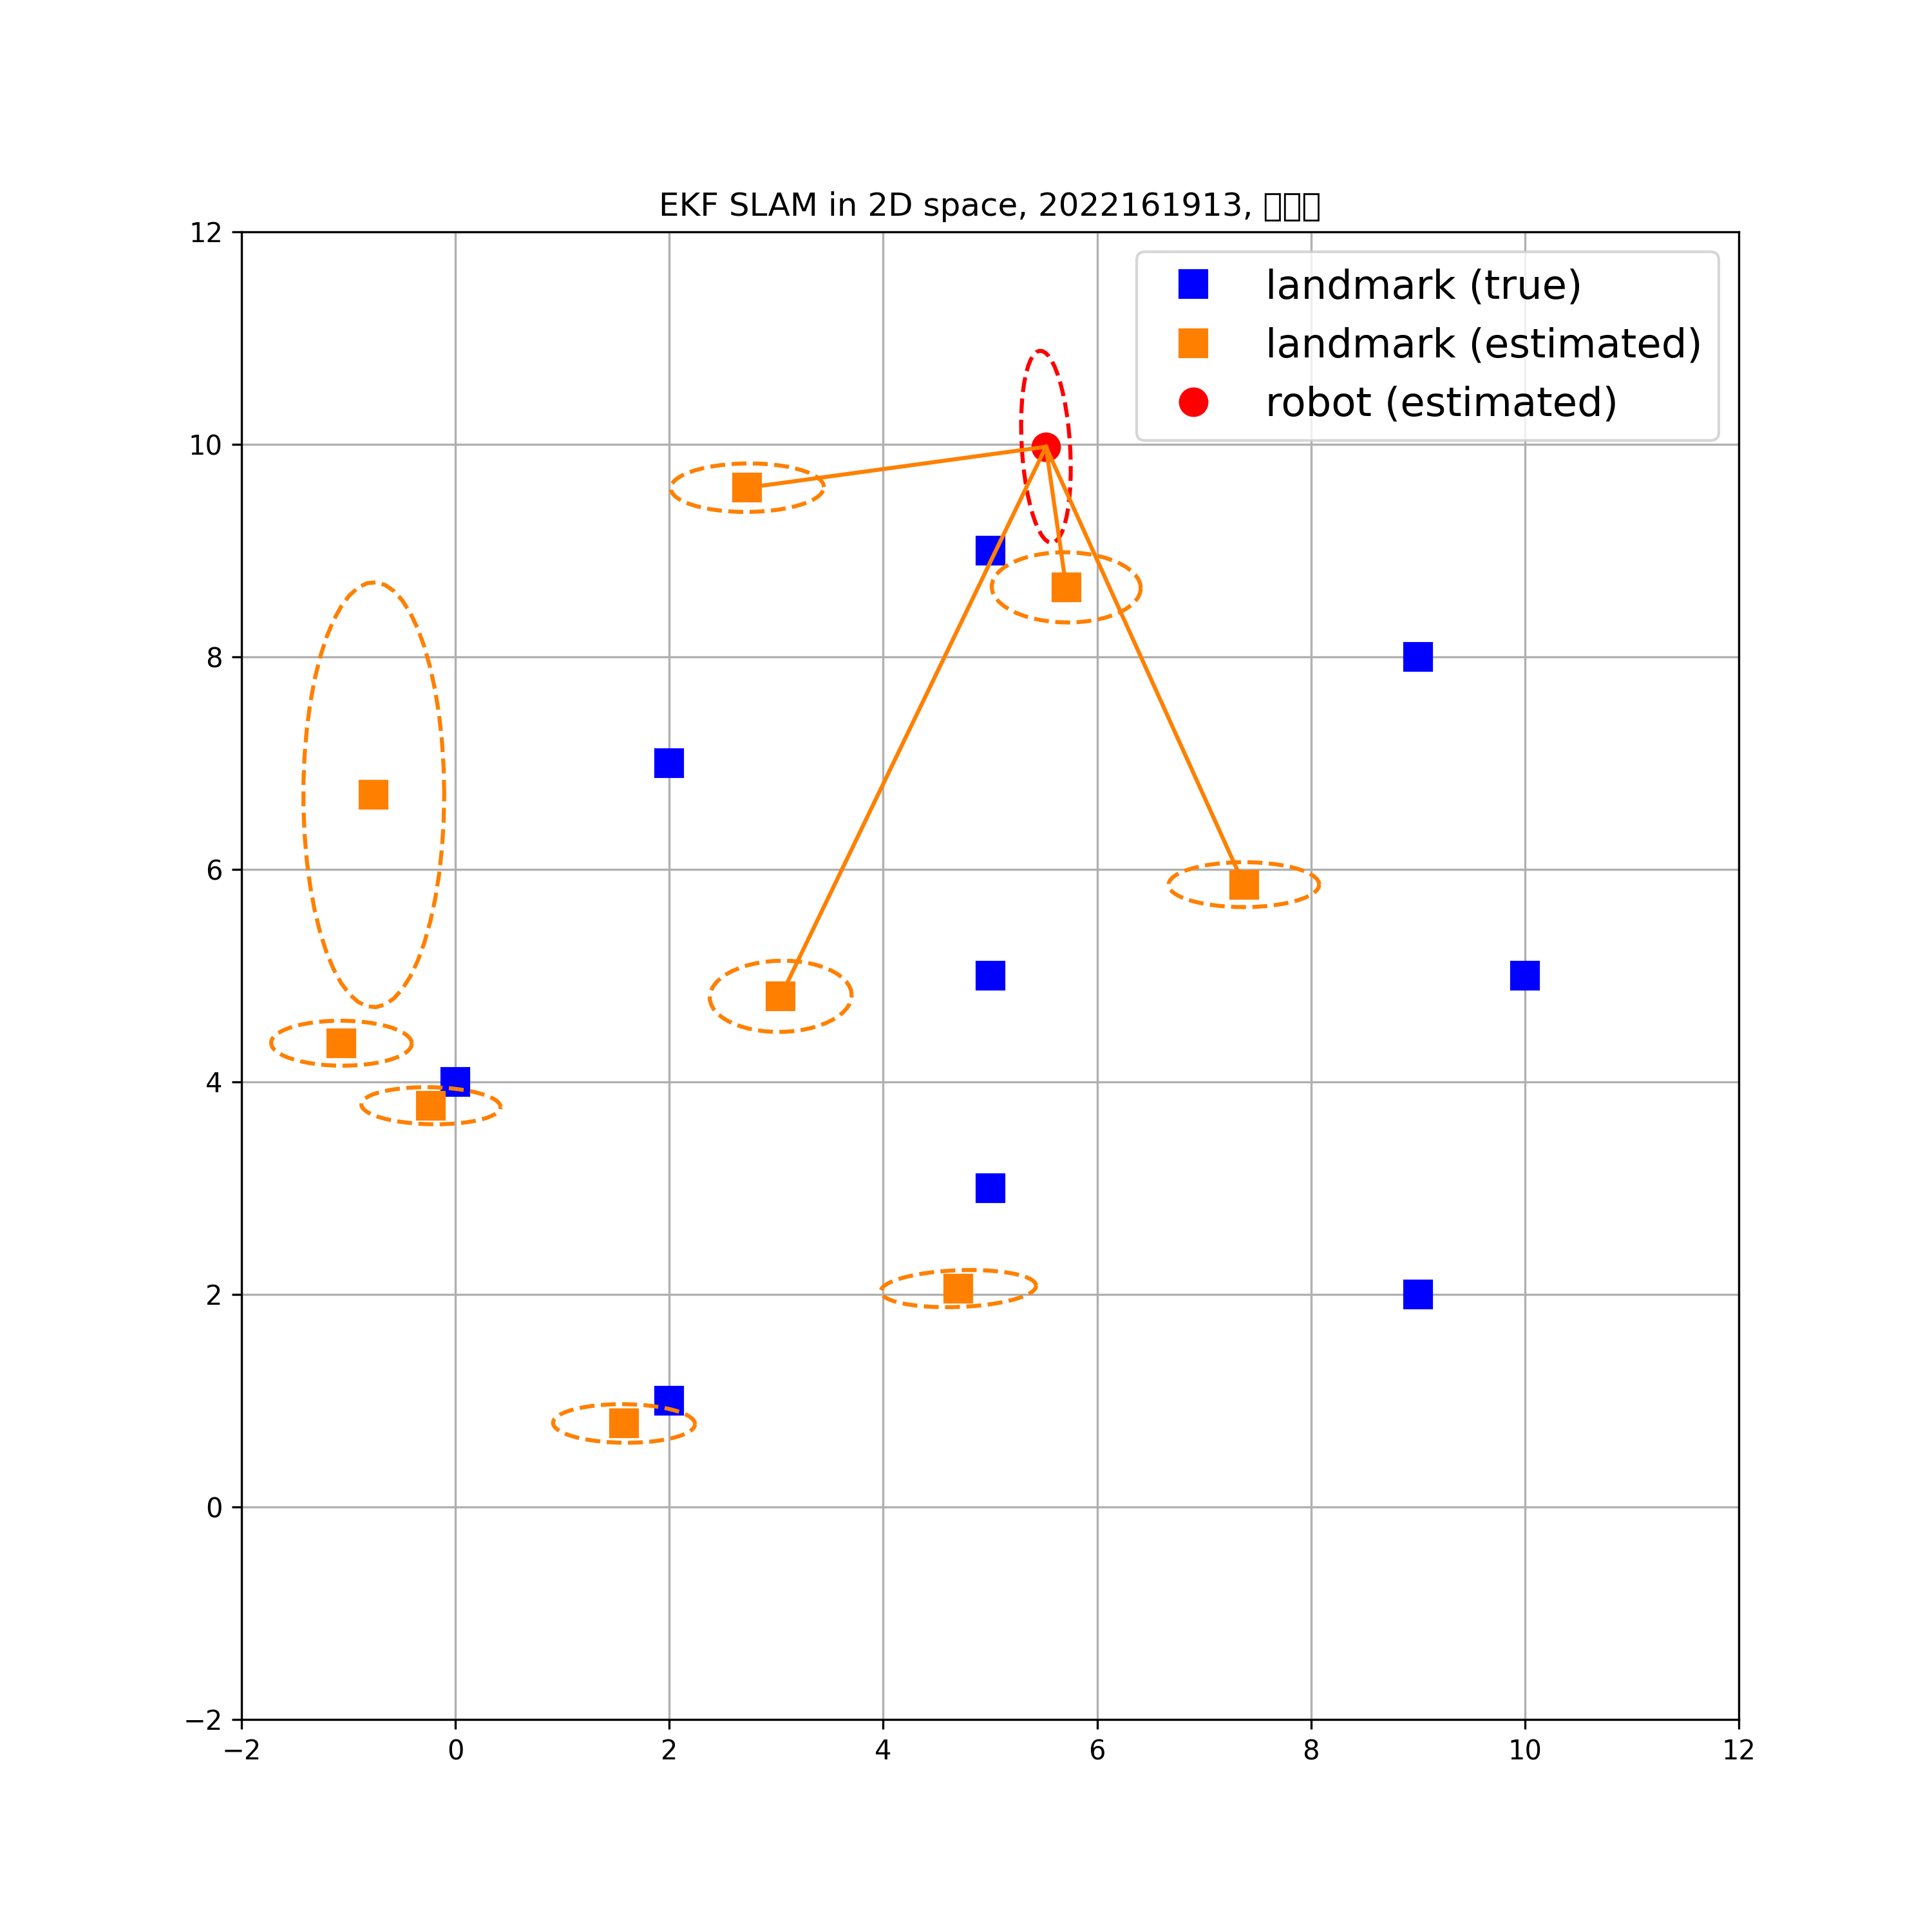 EKF SLAM in 2D space, 2022161913,
12
landmark (true)
landmark (estimated)
robot (estimated)
10
8
6
4
2
0
−2
−2 0 2 4 6 8 10 12